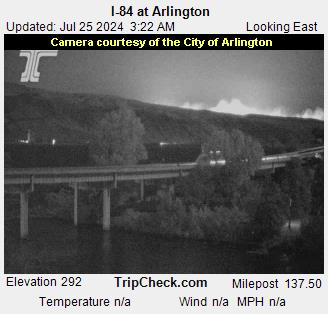 I-84 at Arlington
Updated: Jul 25 2024 3:22 AM Looking East
Camera courtesy of the City of Arlington
Elevation 292 TripCheck.com Milepost 137.50
Temperature n/a Wind n/a MPH n/a